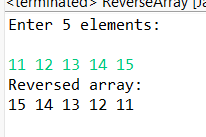 <terminated> ReverseArray [Ja
Enter 5 elements:
11 12 13 14 15
Reversed array:
15 14 13 12 11